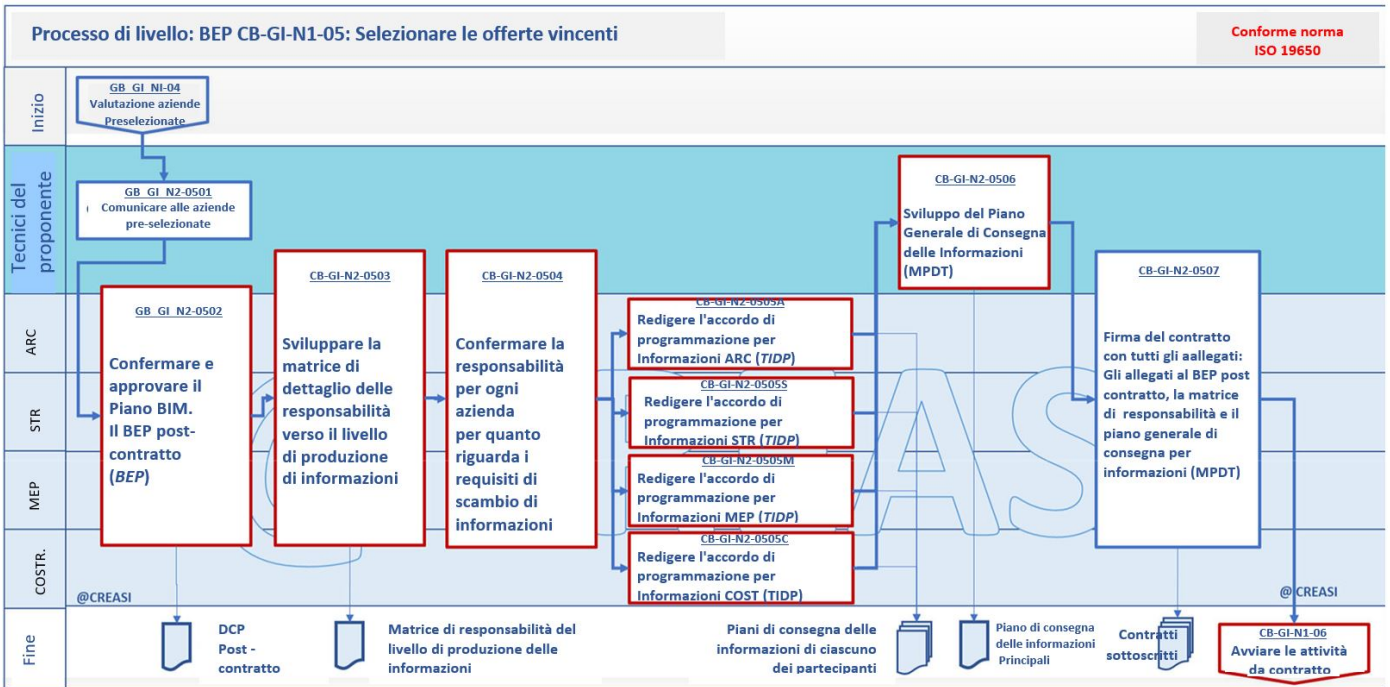 Processo di livello: BEP CB-GI-N1-05: Selezionare le offerte vincenti
Conforme norma
ISO 19650
Inizio
GB GI NI-04
Valutazione aziende
Preselezionate
Tecnici del
proponente
GB GI N2-0501
Comunicare alle aziende
pre-selezionate
ARC
STR
MEP
COSTR.
GB GI N2-0502
Confermare e
approvare il
Piano BIM.
Il BEP post-
contratto
(BEP)
CB-GI-N2-0503
Sviluppare la
matrice di
dettaglio delle
responsabilità
verso il livello
di produzione
di informazioni
CB-GI-N2-0504
Confermare la
responsabilità
per ogni
azienda
per quanto
riguarda i
requisiti di
scambio di
informazioni
CB-GI-N2-0505A
Redigere l'accordo di
programmazione per
Informazioni ARC (TIDP)
CB-GI-N2-0505S
Redigere l'accordo di
programmazione per
Informazioni STR (TIDP)
CB-GI-N2-0505M
Redigere l'accordo di
programmazione per
Informazioni MEP (TIDP)
CB-GI-N2-0505C
Redigere l'accordo di
programmazione per
Informazioni COST (TIDP)
CB-GI-N2-0506
Sviluppo del Piano
Generale di Consegna
delle Informazioni
(MPDT)
CB-GI-N2-0507
Firma del contratto
con tutti gli aallegati:
Gli allegati al BEP post
contratto, la matrice
di responsabilità e il
piano generale di
consegna per
informazioni (MPDT)
@CREASI
@ CREASI
Fine
DCP
Post -
contratto
Matrice di responsabilità del
livello di produzione delle
informazioni
Piani di consegna delle
informazioni di ciascuno
dei partecipanti
Piano di consegna
delle informazioni
Principali
Contratti
sottoscritti
CB-GI-N1-06
Avviare le attività
da contratto